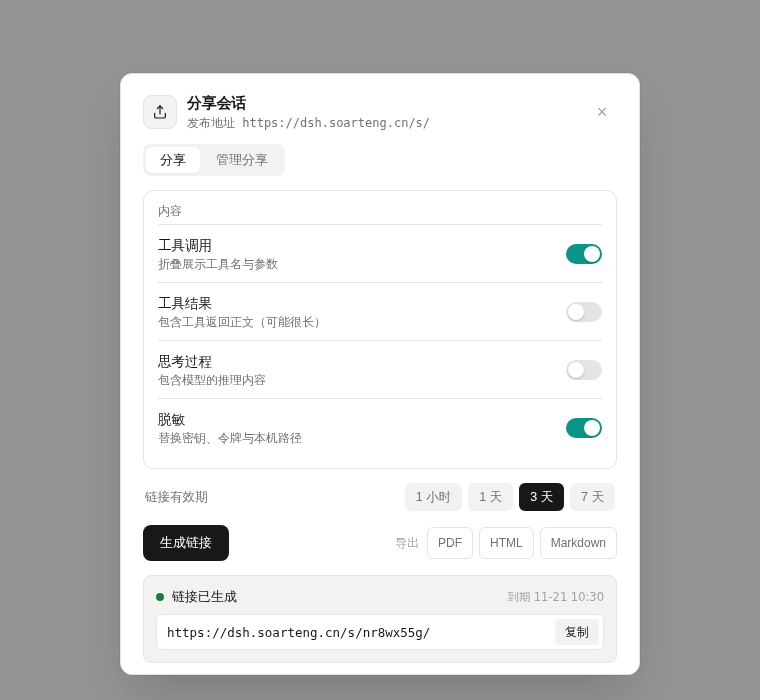 分享会话
发布地址 https://dsh.soarteng.cn/s/
×
分享 管理分享
内容
工具调用
折叠展示工具名与参数
工具结果
包含工具返回正文（可能很长）
思考过程
包含模型的推理内容
脱敏
替换密钥、令牌与本机路径
链接有效期 1 小时 1 天 3 天 7 天
生成链接 导出 PDF HTML Markdown
链接已生成 到期 11-21 10:30
https://dsh.soarteng.cn/s/nr8wx55g/ 复制